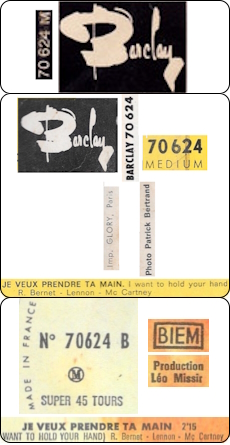 70 624 M
Barclay
Barclay
BARCLAY 70 624
70 624
MEDIUM
Imp. GLORY, Paris
Photo Patrick Bertrand
JE VEUX PRENDRE TA MAIN. I want to hold your hand
R. Bernet - Lennon - Mc Cartney
MADE IN FRANCE
N° 70624 B
M
SUPER 45 TOURS
BIEM
Production
Léo Missir
JE VEUX PRENDRE TA MAIN 2'15
WANT TO HOLD YOUR HAND) R. Bernet - Lennon - Mc Cartney